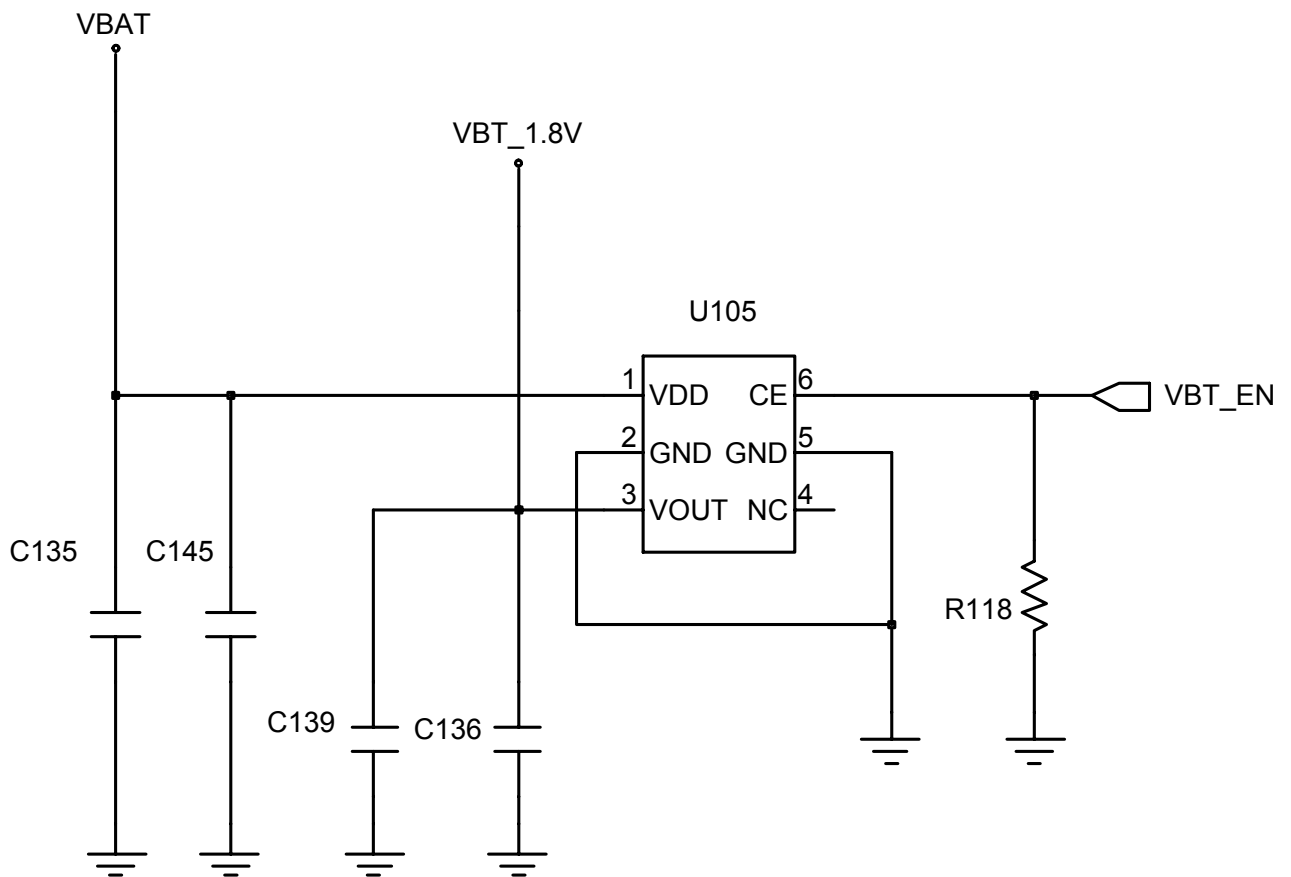 VBAT
VBT_1.8V
U105
1 VDD CE 6
VBT_EN
2 GND GND 5
3 VOUT NC 4
C135
C145
R118
C139
C136